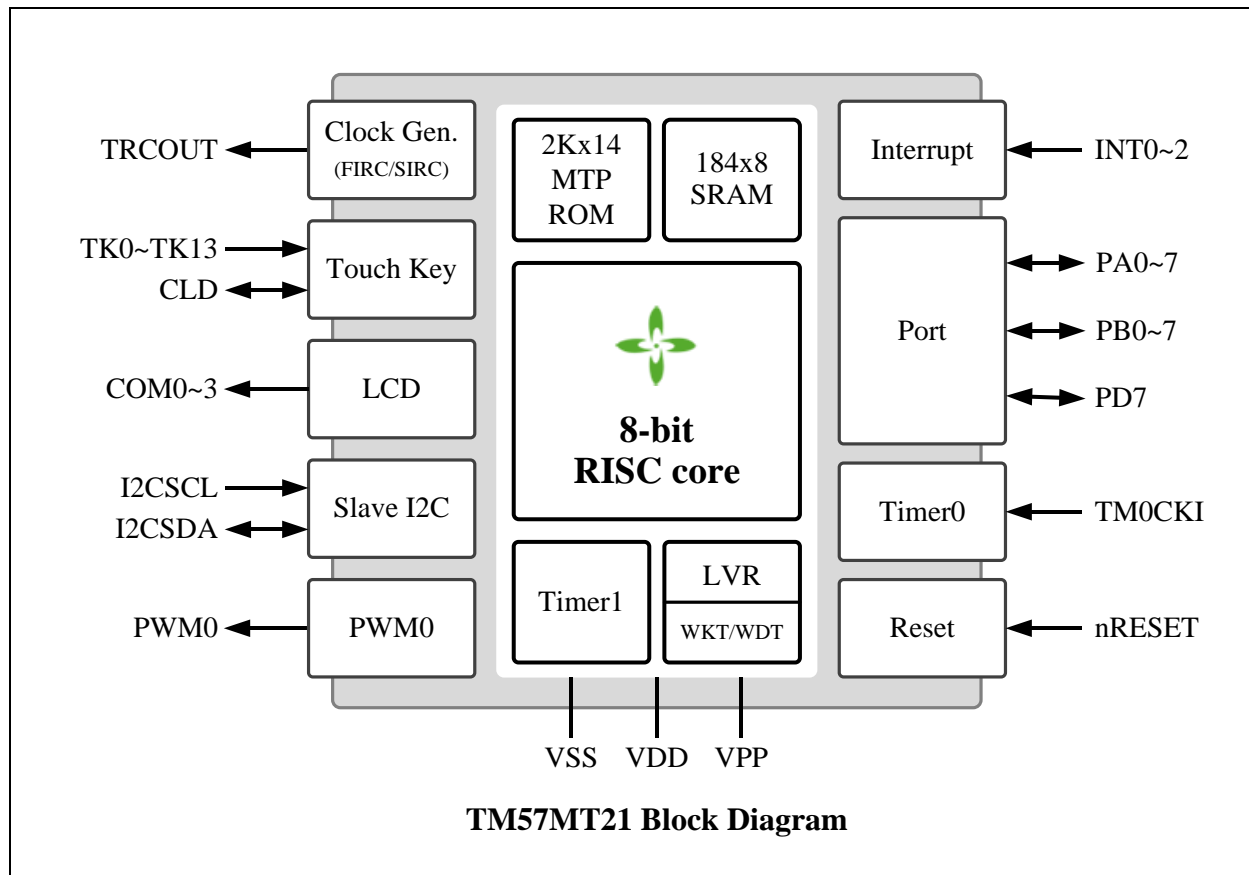 TRCOUT
Clock Gen.
(FIRC/SIRC)
TK0~TK13
CLD
Touch Key
COM0~3
LCD
I2CSCL
I2CSDA
Slave I2C
PWM0
PWM0
2Kx14
MTP
ROM
184x8
SRAM
8-bit
RISC core
Timer1
LVR
WKT/WDT
Interrupt
INT0~2
Port
PA0~7
PB0~7
PD7
Timer0
TM0CKI
Reset
nRESET
VSS
VDD
VPP
TM57MT21 Block Diagram